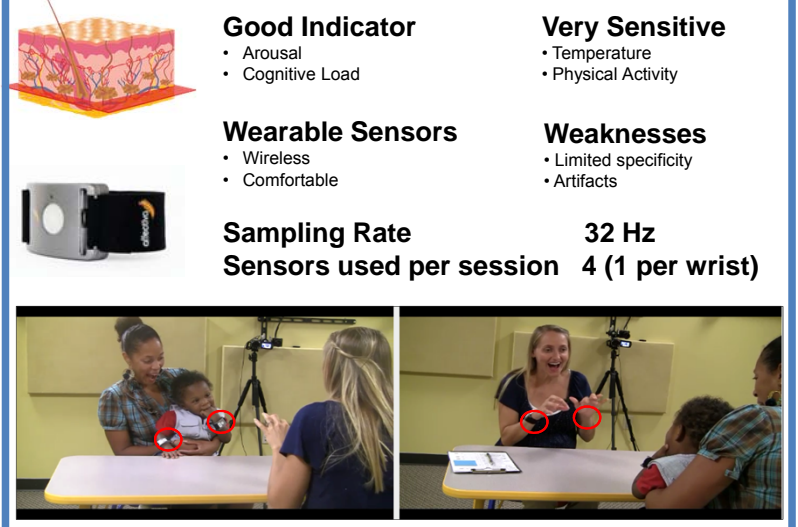 Good Indicator
• Arousal
• Cognitive Load
Very Sensitive
• Temperature
• Physical Activity
Wearable Sensors
• Wireless
• Comfortable
Weaknesses
• Limited specificity
• Artifacts
affectiva
Sampling Rate 32 Hz
Sensors used per session 4 (1 per wrist)